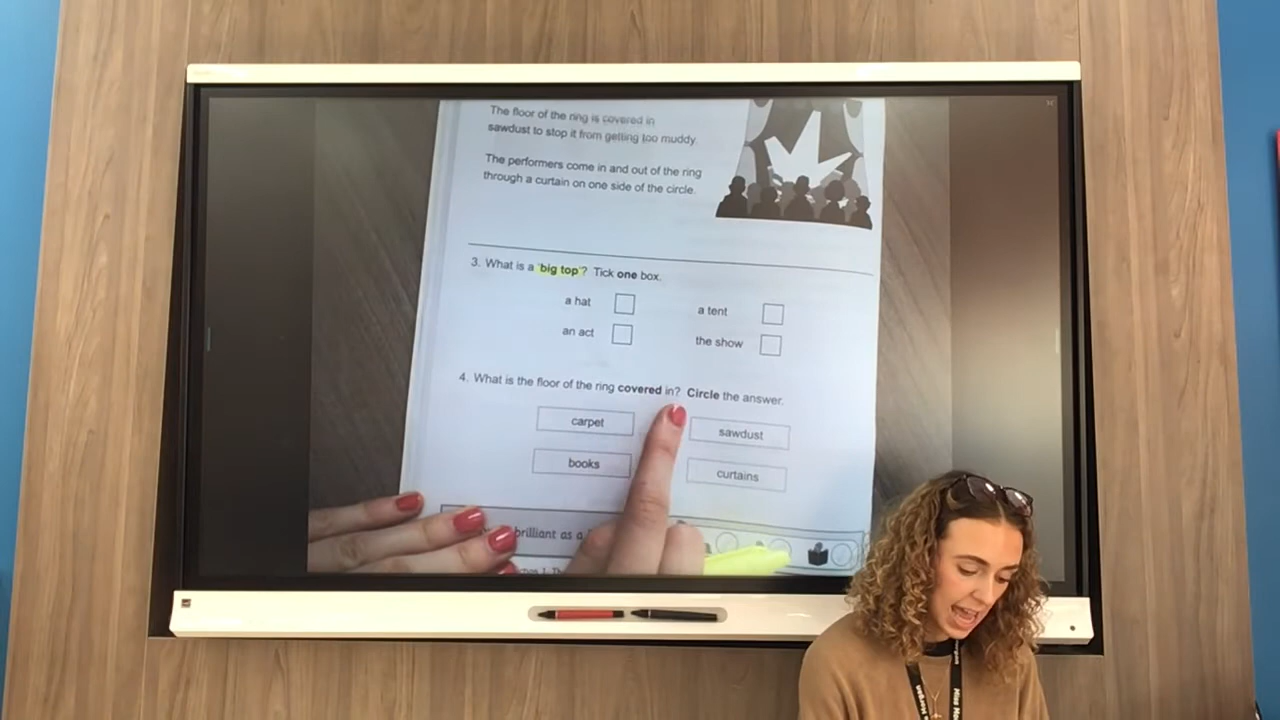 The floor of the ring is covered in
sawdust to stop it from getting too muddy.
The performers come in and out of the ring
through a curtain on one side of the circle.
3. What is a 'big top'? Tick one box.
a hat
a tent
an act
the show
4. What is the floor of the ring covered in? Circle the answer.
carpet
sawdust
books
curtains
brilliant as a